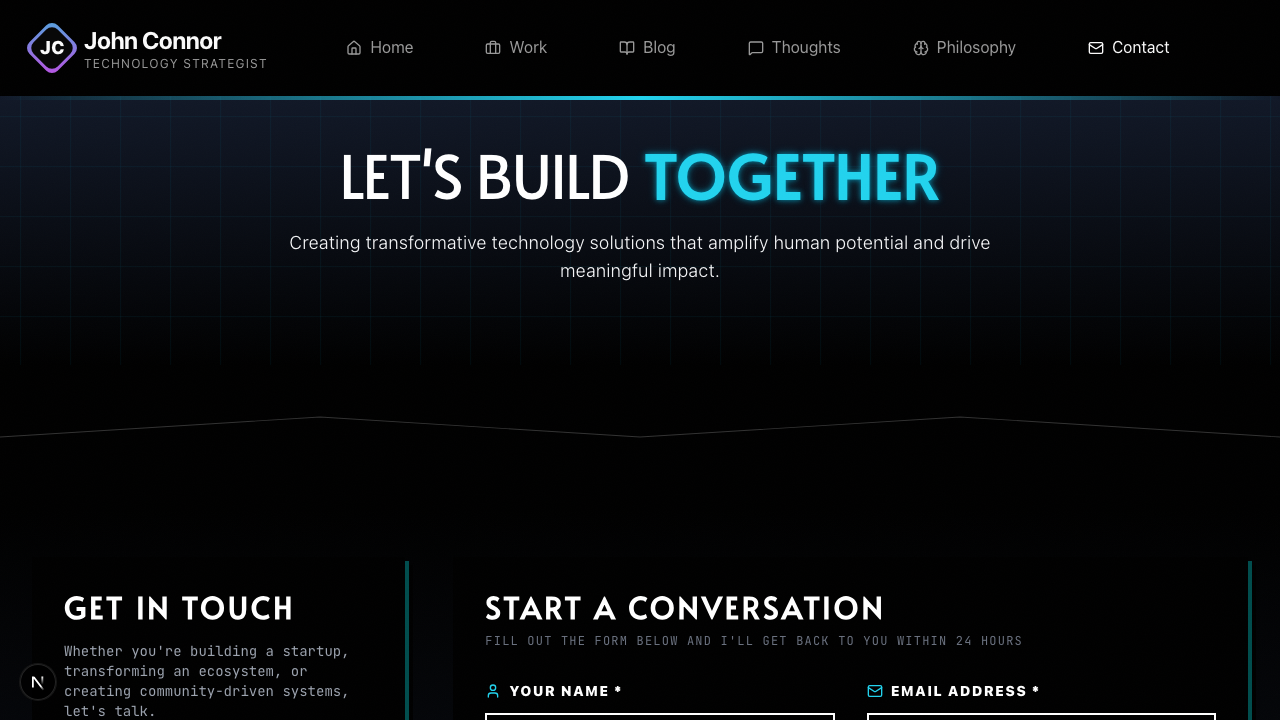 JC
John Connor
TECHNOLOGY STRATEGIST
Home
Work
Blog
Thoughts
Philosophy
Contact
LET'S BUILD TOGETHER
Creating transformative technology solutions that amplify human potential and drive
meaningful impact.
GET IN TOUCH
Whether you're building a startup,
transforming an ecosystem, or
creating community-driven systems,
let's talk.
N
START A CONVERSATION
FILL OUT THE FORM BELOW AND I'LL GET BACK TO YOU WITHIN 24 HOURS
YOUR NAME *
EMAIL ADDRESS *